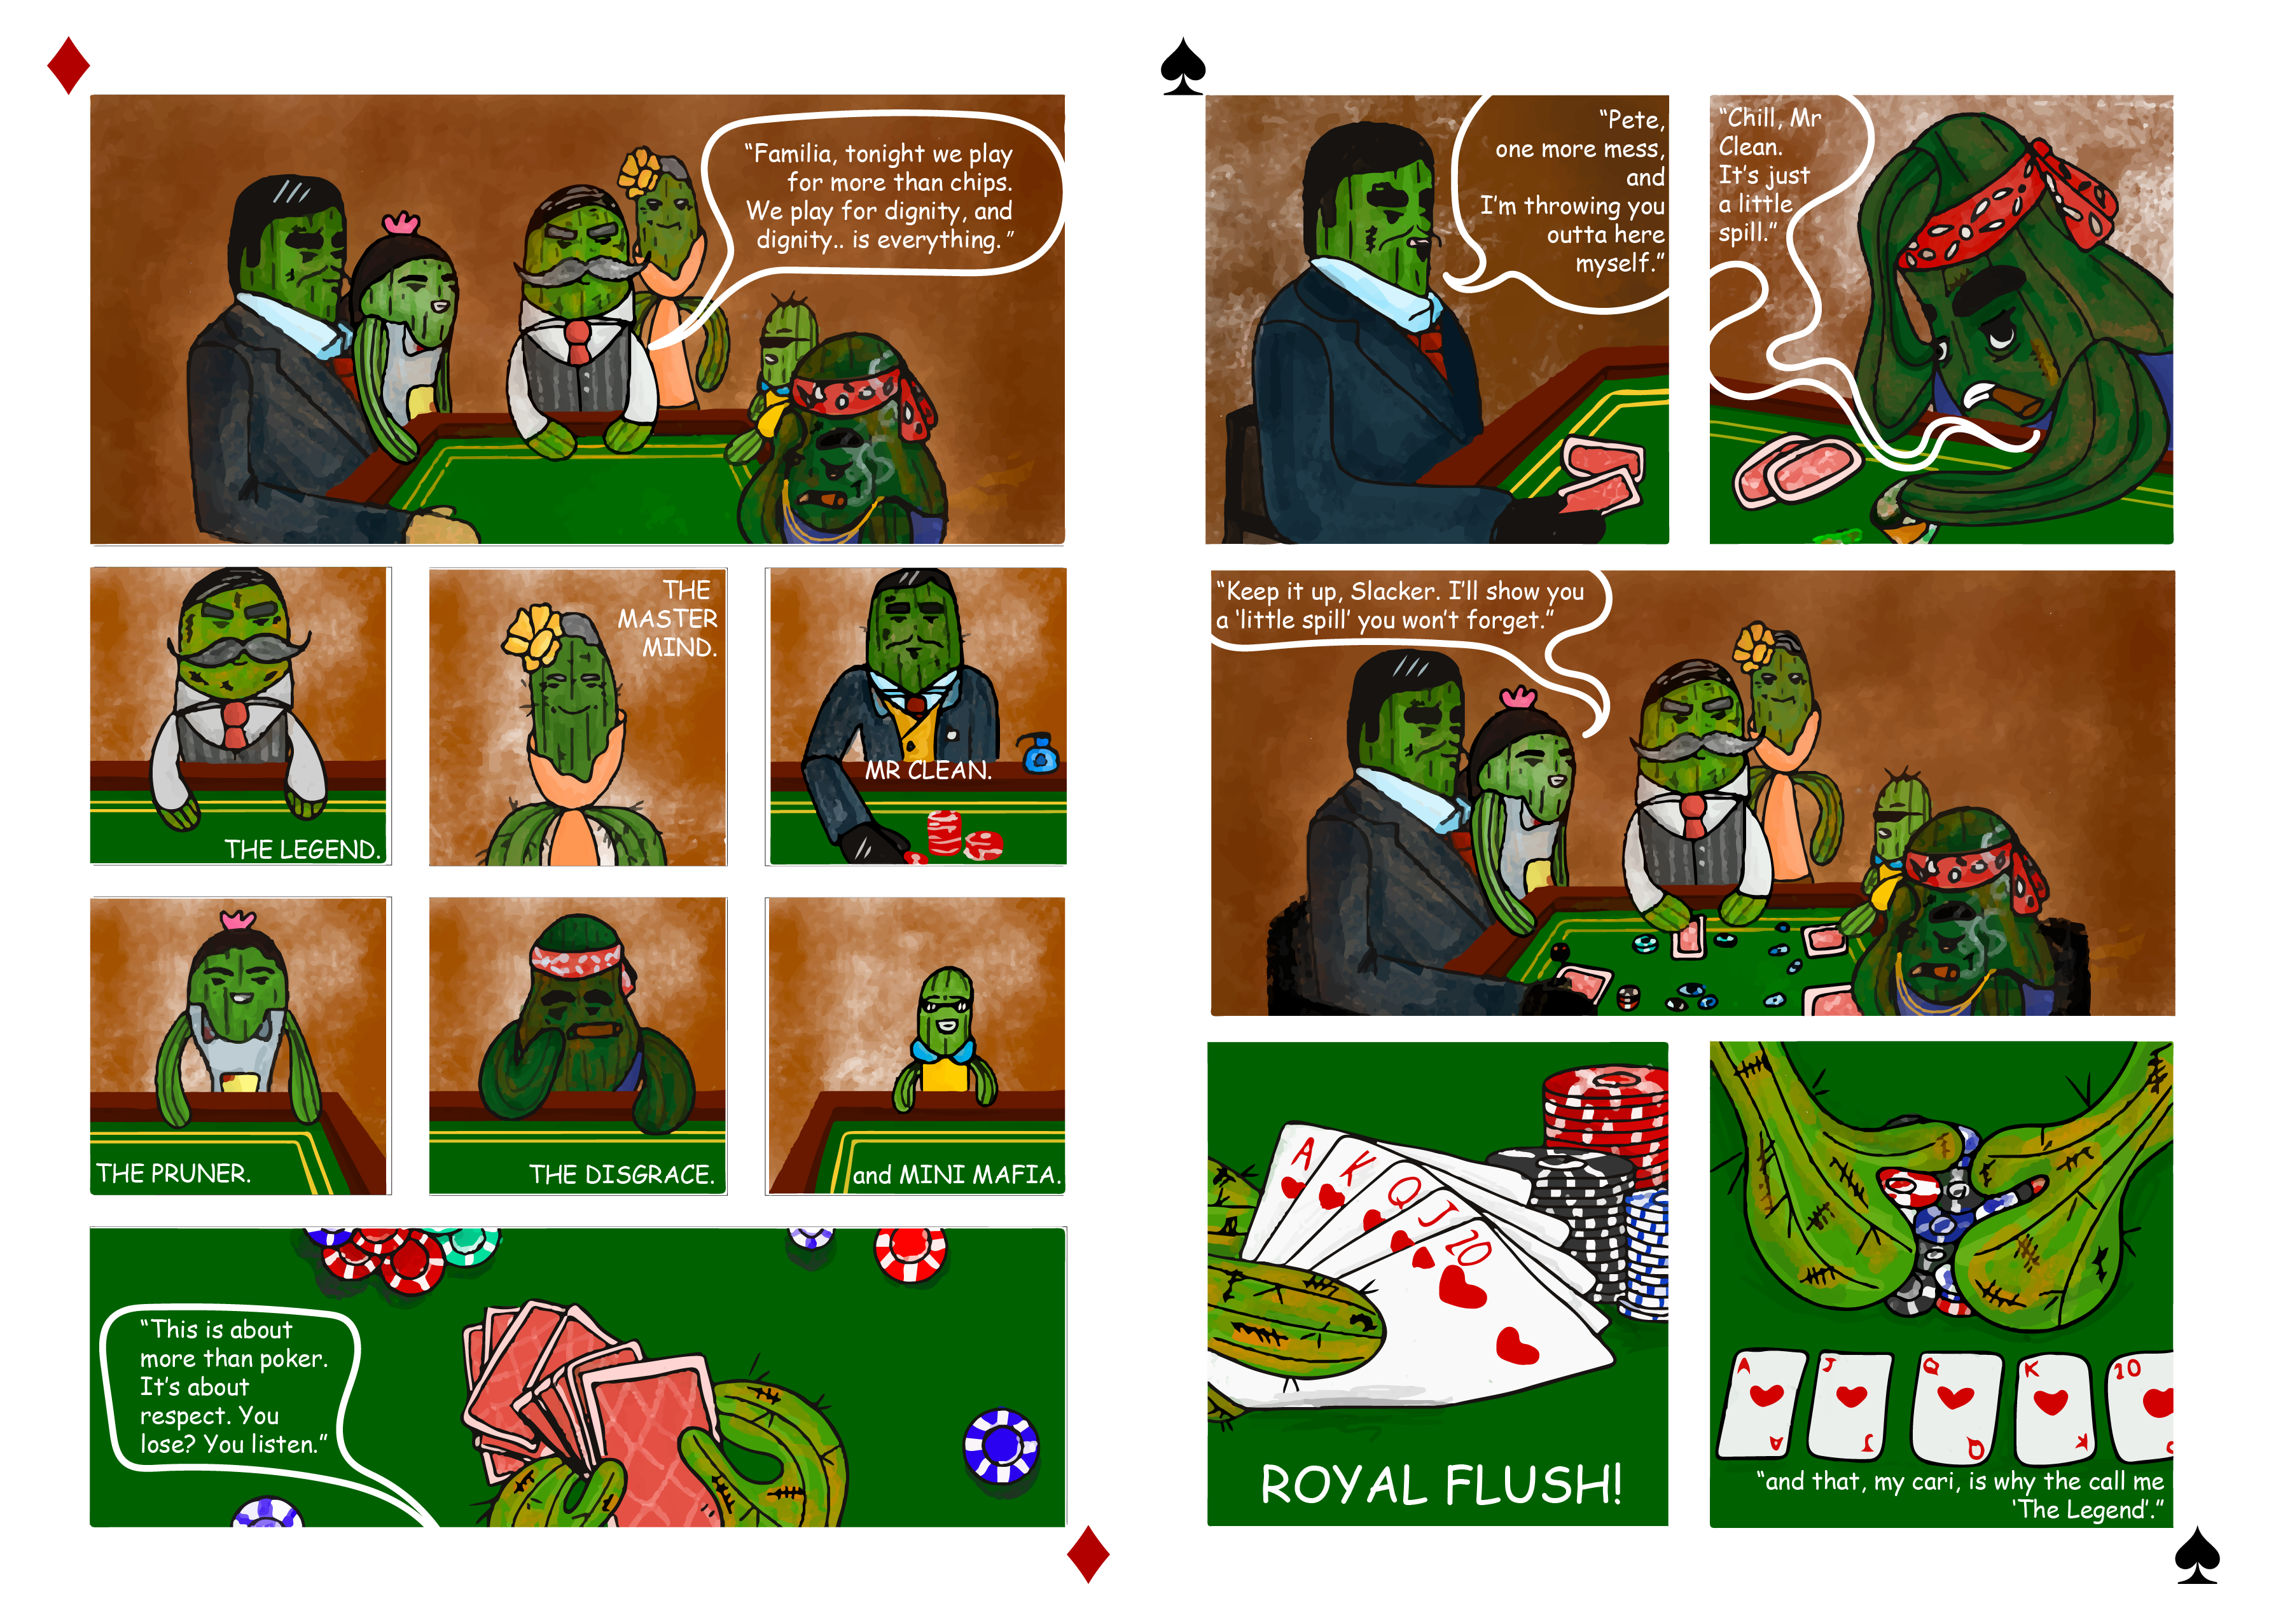 “Familia, tonight we play
for more than chips.
We play for dignity, and
dignity.. is everything.”
THE LEGEND.
THE
MASTER
MIND.
MR CLEAN.
THE PRUNER.
THE DISGRACE.
and MINI MAFIA.
“This is about
more than poker.
It’s about
respect. You
lose? You listen.”
“Pete,
one more mess,
and
I’m throwing you
outta here
myself.”
“Chill, Mr
Clean.
It’s just
a little
spill.”
“Keep it up, Slacker. I’ll show you
a ‘little spill’ you won’t forget.”
A K Q J 10
ROYAL FLUSH!
A J Q K 10
A J Q K
“and that, my cari, is why the call me
‘The Legend’.”